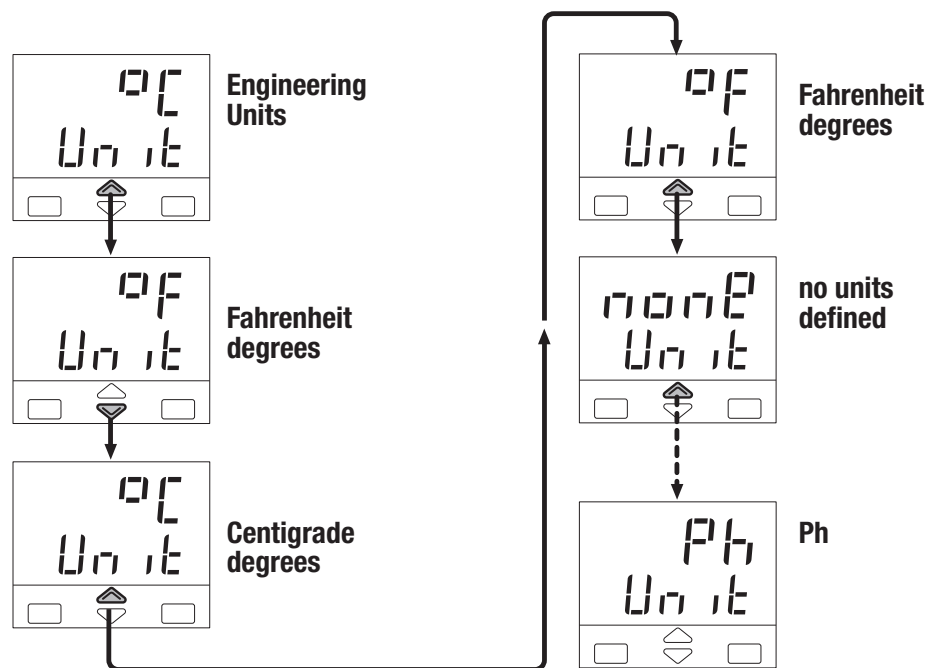 °C
Unit
Engineering
Units
°F
Unit
Fahrenheit
degrees
°C
Unit
Centigrade
degrees
°F
Unit
Fahrenheit
degrees
nonE
Unit
no units
defined
Ph
Unit
Ph